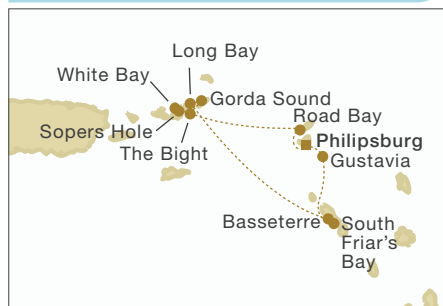 Long Bay
White Bay
Gorda Sound
Road Bay
Sopers Hole
Philipsburg
The Bight
Gustavia
Basseterre
South
Friar's
Bay